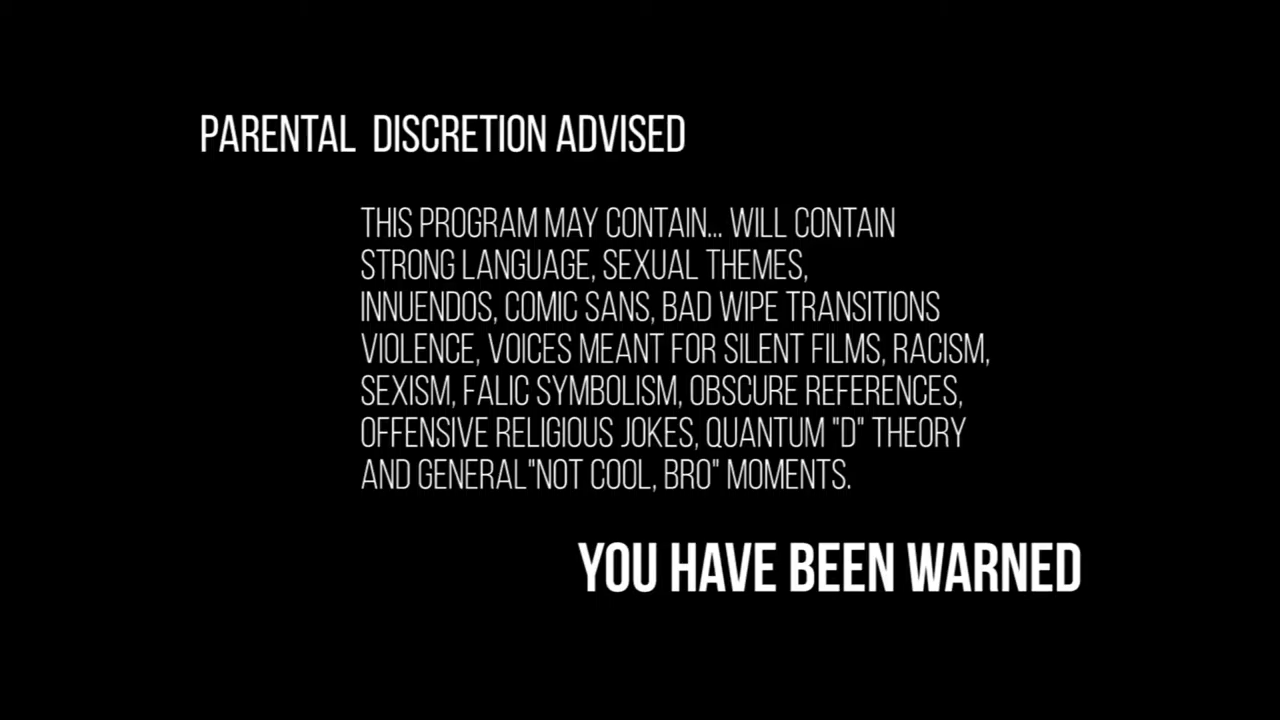 PARENTAL  DISCRETION ADVISED
THIS PROGRAM MAY CONTAIN... WILL CONTAIN
STRONG LANGUAGE, SEXUAL THEMES,
INNUENDOS, COMIC SANS, BAD WIPE TRANSITIONS
VIOLENCE, VOICES MEANT FOR SILENT FILMS, RACISM,
SEXISM, FALIC SYMBOLISM, OBSCURE REFERENCES,
OFFENSIVE RELIGIOUS JOKES, QUANTUM "D" THEORY
AND GENERAL"NOT COOL, BRO" MOMENTS.
YOU HAVE BEEN WARNED